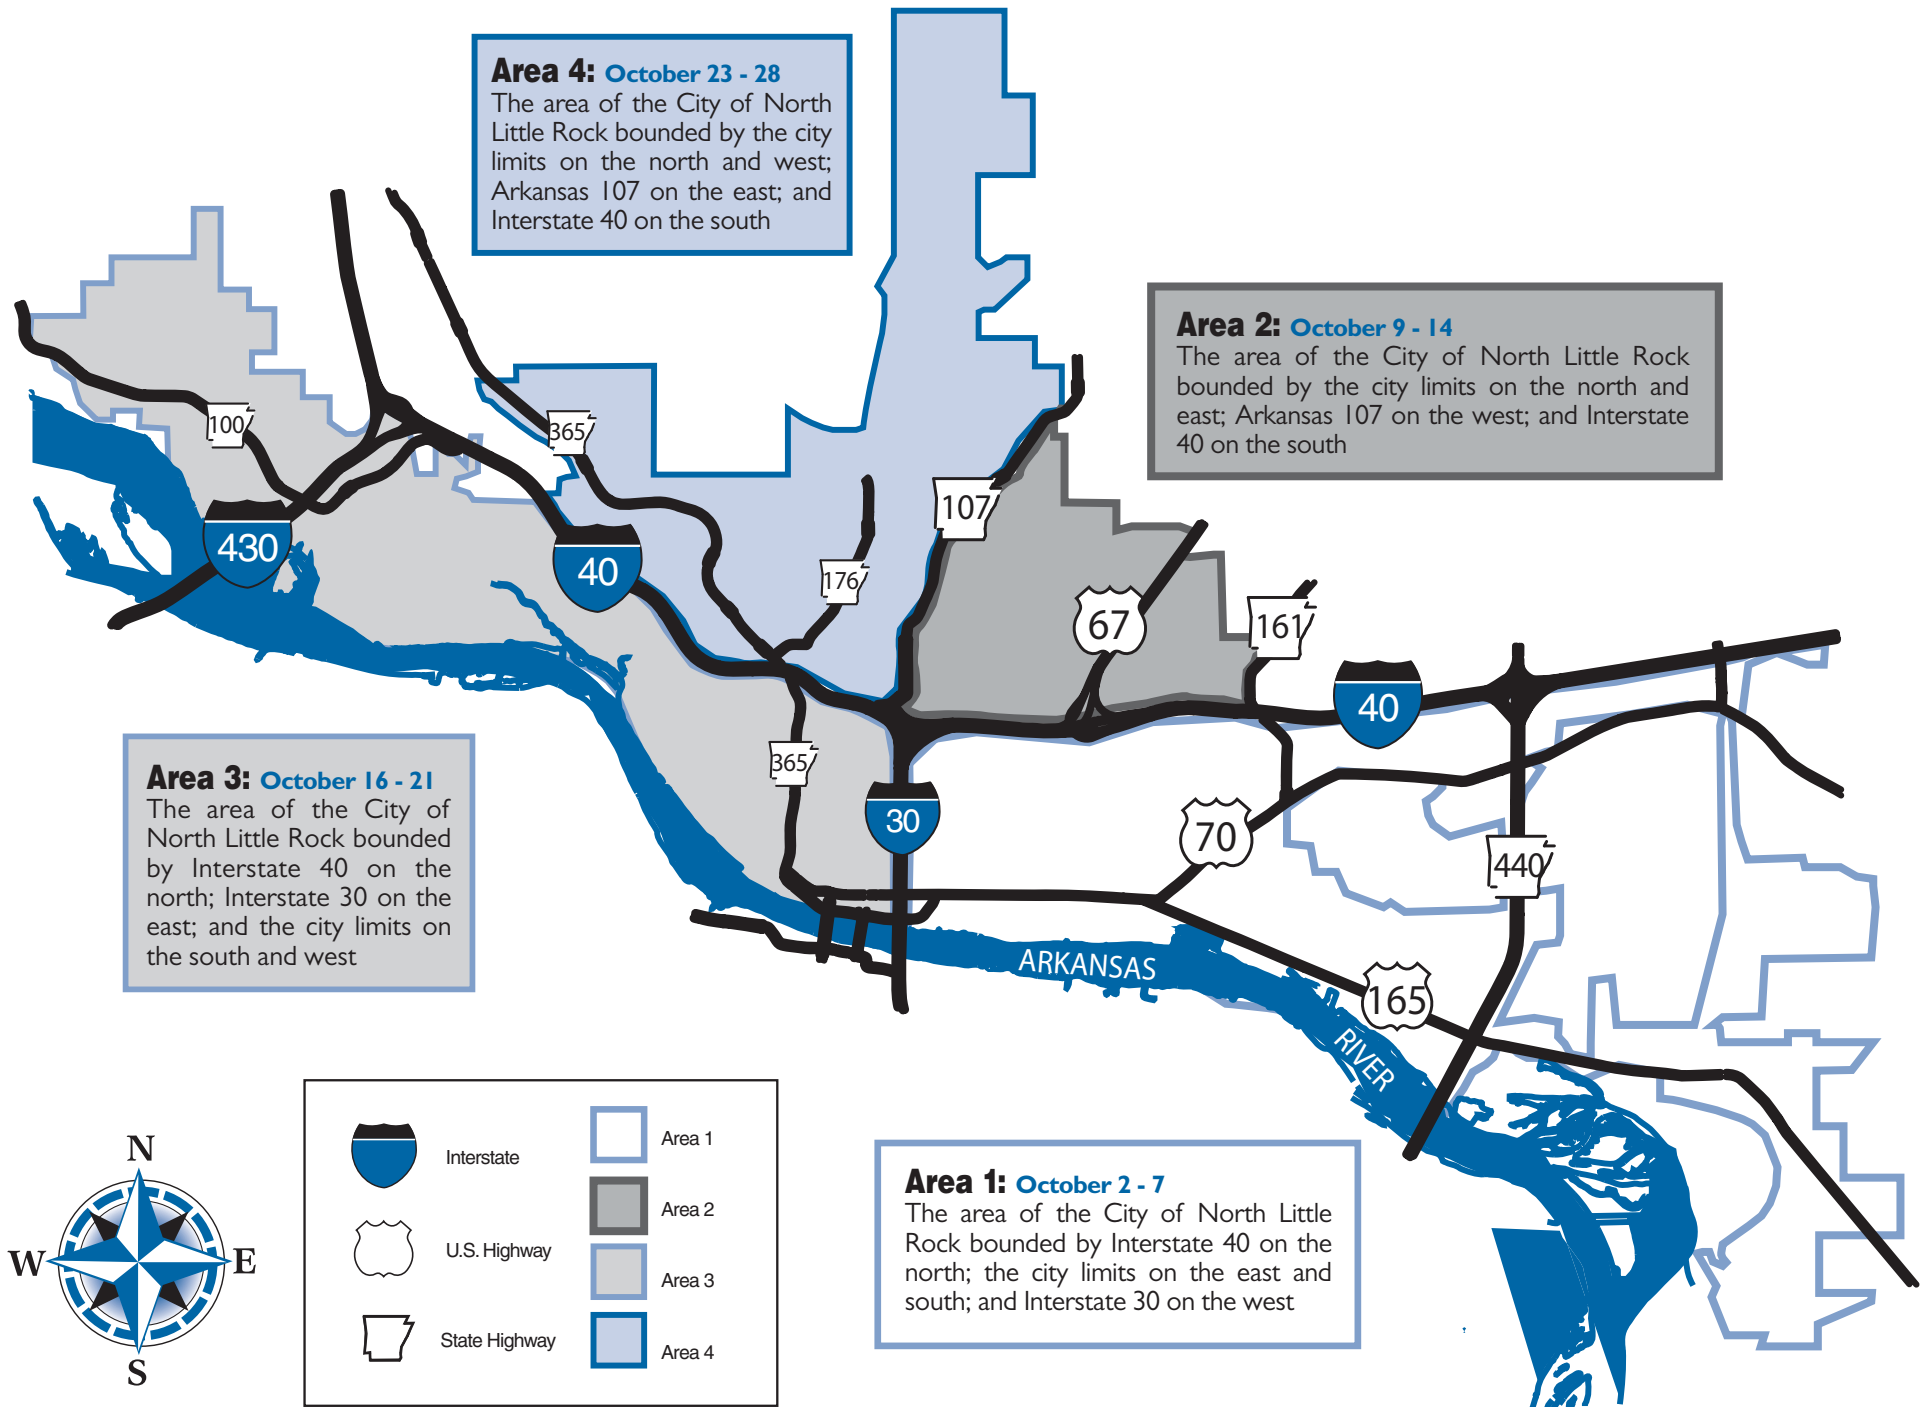 Area 4: October 23 - 28
The area of the City of North
Little Rock bounded by the city
limits on the north and west;
Arkansas 107 on the east; and
Interstate 40 on the south
Area 2: October 9 - 14
The area of the City of North Little Rock
bounded by the city limits on the north and
east; Arkansas 107 on the west; and Interstate
40 on the south
100
365
107
430
40
176
67
161
40
365
30
70
440
165
ARKANSAS
RIVER
Area 3: October 16 - 21
The area of the City of
North Little Rock bounded
by Interstate 40 on the
north; Interstate 30 on the
east; and the city limits on
the south and west
N
W
E
S
Interstate
U.S. Highway
State Highway
Area 1
Area 2
Area 3
Area 4
Area 1: October 2 - 7
The area of the City of North Little
Rock bounded by Interstate 40 on the
north; the city limits on the east and
south; and Interstate 30 on the west